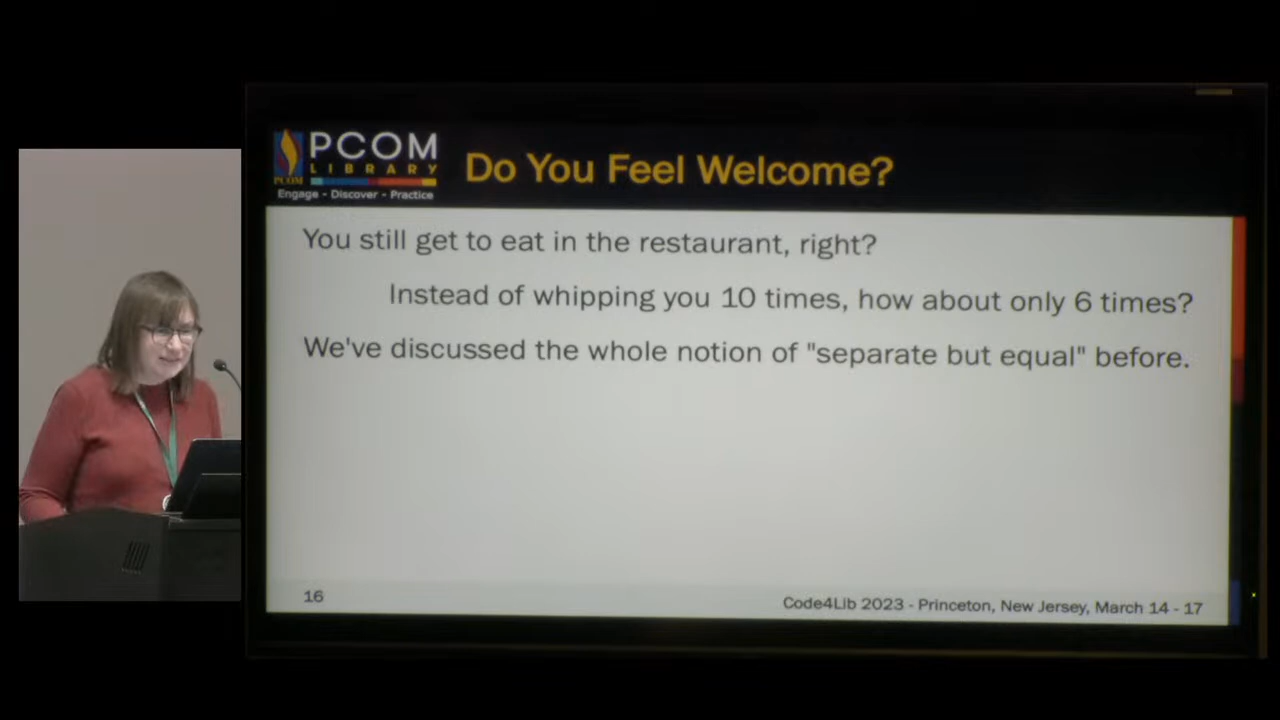 PCOM
LIBRARY
PCOM
Engage - Discover - Practice
Do You Feel Welcome?
You still get to eat in the restaurant, right?
Instead of whipping you 10 times, how about only 6 times?
We've discussed the whole notion of "separate but equal" before.
16
Code4Lib 2023 - Princeton, New Jersey, March 14 - 17